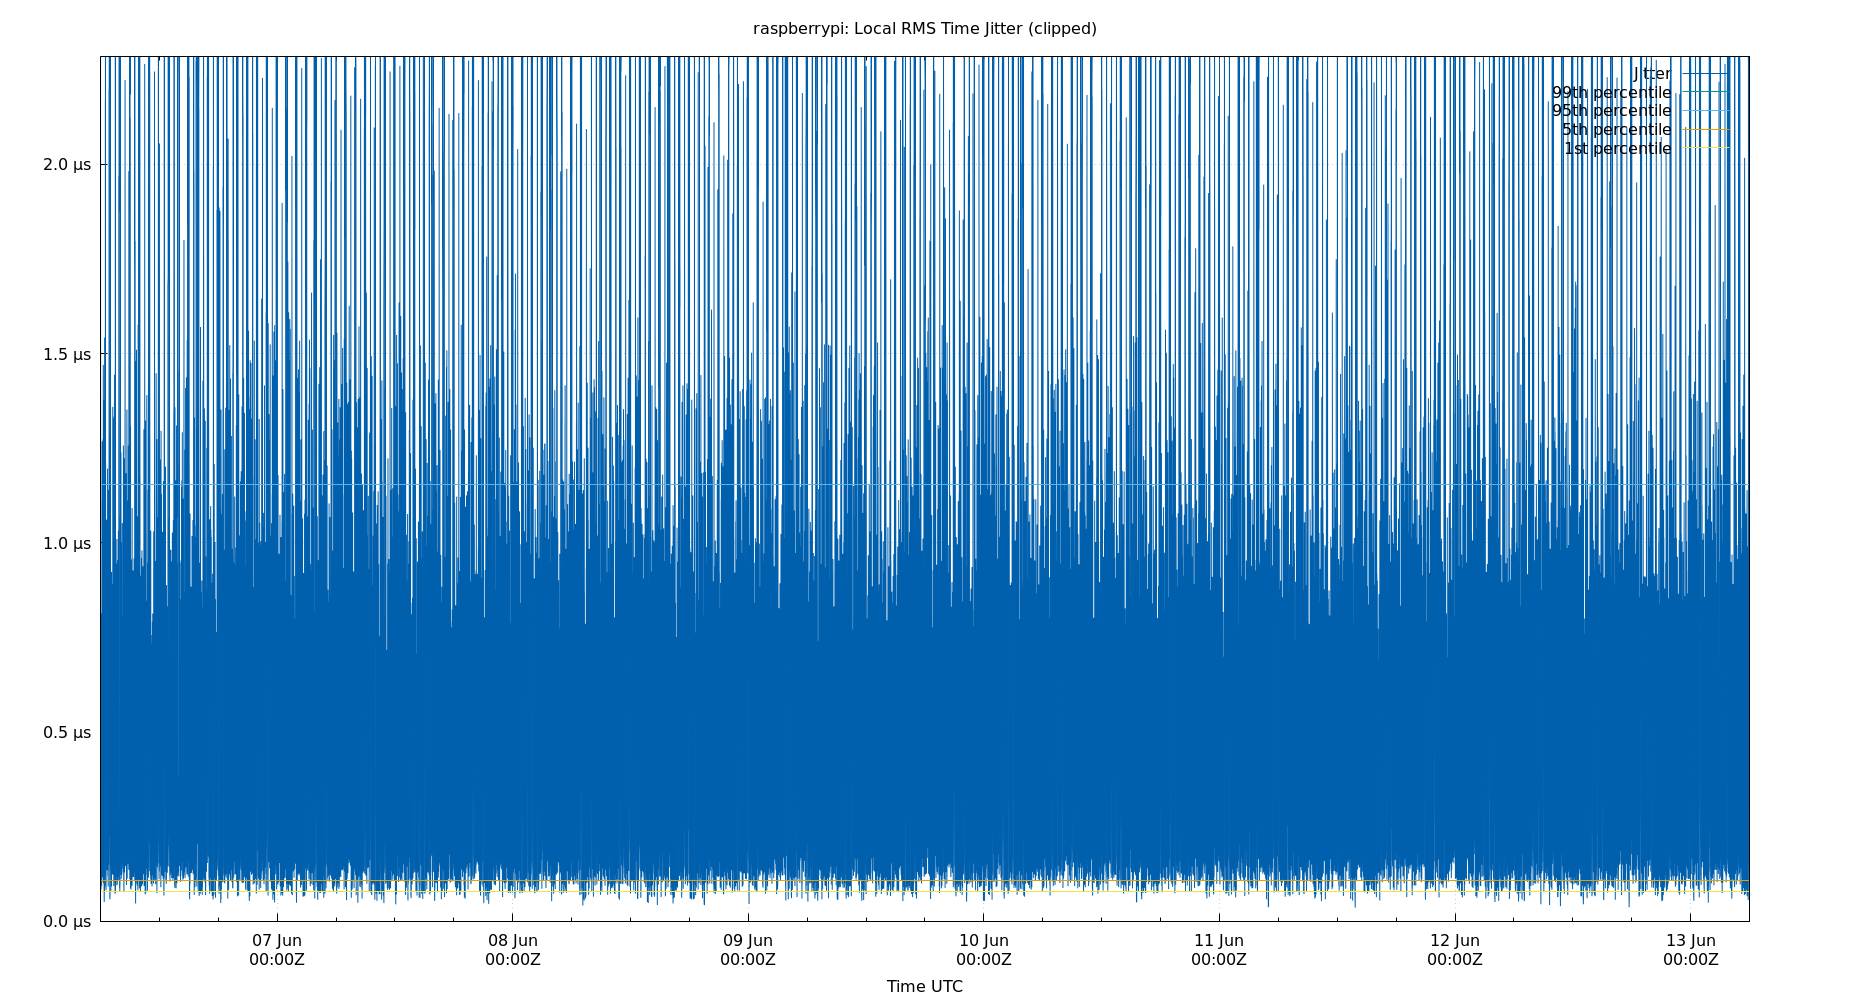 raspberrypi: Local RMS Time Jitter (clipped)
Jitter
99th percentile
95th percentile
5th percentile
1st percentile
2.0 µs
1.5 µs
1.0 µs
0.5 µs
0.0 µs
07 Jun 08 Jun 09 Jun 10 Jun 11 Jun 12 Jun 13 Jun
00:00Z 00:00Z 00:00Z 00:00Z 00:00Z 00:00Z 00:00Z
Time UTC